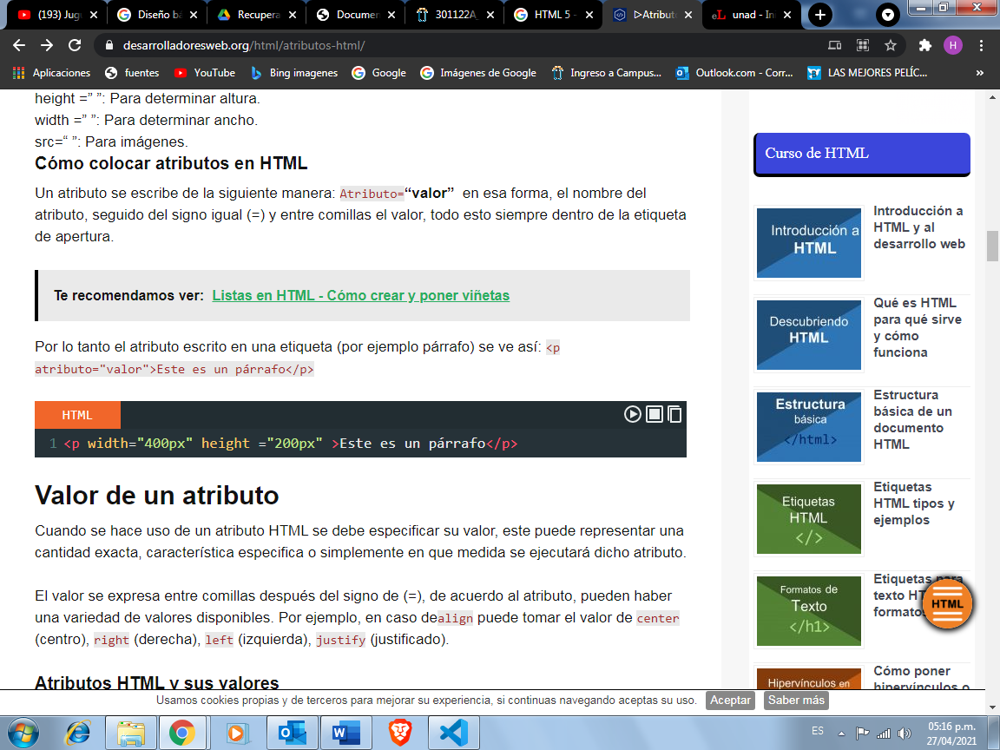 (193) Jug
Diseño bá
Recupera
Documen
301122A_
HTML 5 -
▷Atribut
unad - In
desarrolladoresweb.org/html/atributos-html/
H
Aplicaciones
fuentes
YouTube
Bing imagenes
Google
Imágenes de Google
Ingreso a Campus...
Outlook.com - Corr...
LAS MEJORES PELÍC...
»
height =” ”: Para determinar altura.
width =” ”: Para determinar ancho.
src=“ ”: Para imágenes.
Cómo colocar atributos en HTML
Un atributo se escribe de la siguiente manera: Atributo=“valor” en esa forma, el nombre del
atributo, seguido del signo igual (=) y entre comillas el valor, todo esto siempre dentro de la etiqueta
de apertura.
Te recomendamos ver: Listas en HTML - Cómo crear y poner viñetas
Por lo tanto el atributo escrito en una etiqueta (por ejemplo párrafo) se ve así: <p
atributo="valor">Este es un párrafo</p>
HTML
1 <p width="400px" height ="200px" >Este es un párrafo</p>
Valor de un atributo
Cuando se hace uso de un atributo HTML se debe especificar su valor, este puede representar una
cantidad exacta, característica especifica o simplemente en que medida se ejecutará dicho atributo.
El valor se expresa entre comillas después del signo de (=), de acuerdo al atributo, pueden haber
una variedad de valores disponibles. Por ejemplo, en caso dealign puede tomar el valor de center
(centro), right (derecha), left (izquierda), justify (justificado).
Atributos HTML y sus valores
Curso de HTML
Introducción a
HTML
Introducción a
HTML y al
desarrollo web
Descubriendo
HTML
Qué es HTML
para qué sirve
y cómo
funciona
Estructura
básica
</html>
Estructura
básica de un
documento
HTML
Etiquetas
HTML
</>
Etiquetas
HTML tipos y
ejemplos
Formatos de
Texto
</h1>
Etiquetas para
texto HT
formato
HTML
Hipervínculos en
Cómo poner
hipervínculos o
Usamos cookies propias y de terceros para mejorar su experiencia, si continuas navegando aceptas su uso.
Aceptar
Saber más
ES
05:16 p.m.
27/04/2021